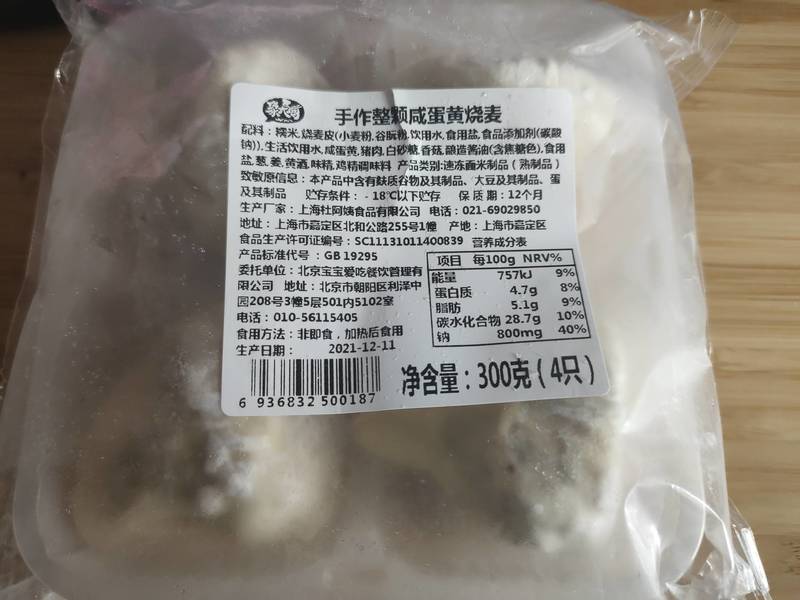 手作整颗咸蛋黄烧麦
配料：糯米,烧麦皮(小麦粉,谷朊粉,饮用水,食用盐,食品添加剂(碳酸
钠)),生活饮用水,咸蛋黄,猪肉,白砂糖,香菇,酿造酱油(含焦糖色),食用
盐,葱,姜,黄酒,味精,鸡精调味料 产品类别:速冻面米制品（熟制品）
致敏原信息：本产品中含有麸质谷物及其制品、大豆及其制品、蛋
及其制品 贮存条件：-18℃以下贮存 保质期：12个月
生产厂家：上海杜阿姨食品有限公司 电话：021-69029850
地址：上海市嘉定区北和公路255号1幢 产地：上海市嘉定区
食品生产许可证编号：SC11131011400839 营养成分表
产品标准代号：GB 19295
委托单位：北京宝宝爱吃餐饮管理有
限公司 地址：北京市朝阳区利泽中
园208号3幢5层501内5102室
电话：010-56115405
食用方法：非即食，加热后食用
生产日期： 2021-12-11
项目 每100g NRV%
能量 757kJ 9%
蛋白质 4.7g 8%
脂肪 5.1g 9%
碳水化合物 28.7g 10%
钠 800mg 40%
6 936832 500187
净含量：300克（4只）